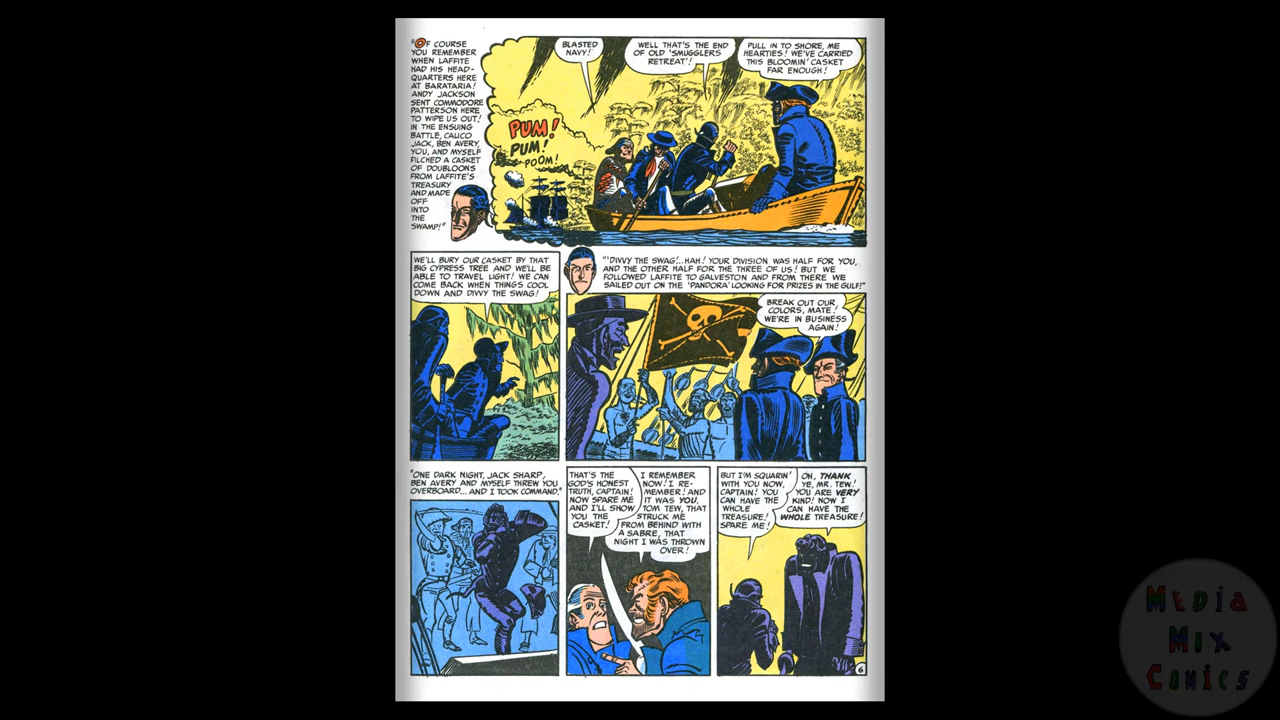 "OF COURSE
YOU REMEMBER
WHEN LAFFITE
HAD HIS HEAD-
QUARTERS HERE
AT BARATARIA!
ANDY JACKSON
SENT COMMODORE
PATTERSON HERE
TO WIPE US OUT!
IN THE ENSUING
BATTLE, CALICO
JACK, BEN AVERY,
YOU, AND MYSELF
FILCHED A CASKET
OF DOUBLOONS
FROM LAFFITE'S
TREASURY
AND MADE
OFF
INTO
THE
SWAMP!"
BLASTED
NAVY!
WELL THAT'S THE END
OF OLD 'SMUGGLERS
RETREAT'!
PULL IN TO SHORE, ME
HEARTIES! WE'VE CARRIED
THIS BLOOMIN' CASKET
FAR ENOUGH!
PUM!
PUM!
POOM!
WE'LL BURY OUR CASKET BY THAT
BIG CYPRESS TREE AND WE'LL BE
ABLE TO TRAVEL LIGHT! WE CAN
COME BACK WHEN THINGS COOL
DOWN AND DIVVY THE SWAG!
"'DIVVY THE SWAG'...HAH! YOUR DIVISION WAS HALF FOR YOU,
AND THE OTHER HALF FOR THE THREE OF US! BUT WE
FOLLOWED LAFFITE TO GALVESTON AND FROM THERE WE
SAILED OUT ON THE 'PANDORA' LOOKING FOR PRIZES IN THE GULF!"
BREAK OUT OUR
COLORS, MATE!
WE'RE IN BUSINESS
AGAIN!
"ONE DARK NIGHT, JACK SHARP,
BEN AVERY AND MYSELF THREW YOU
OVERBOARD... AND I TOOK COMMAND."
THAT'S THE
GOD'S HONEST
TRUTH, CAPTAIN!
NOW SPARE ME
AND I'LL SHOW
YOU THE
CASKET!
I REMEMBER
NOW! I RE-
MEMBER! AND
IT WAS YOU,
TOM TEW, THAT
STRUCK ME
FROM BEHIND WITH
A SABRE, THAT
NIGHT I WAS THROWN
OVER!
BUT I'M SQUARIN'
WITH YOU NOW,
CAPTAIN! YOU
CAN HAVE THE
WHOLE
TREASURE!
SPARE ME!
OH, THANK
YE, MR. TEW!
YOU ARE VERY
KIND! NOW I
CAN HAVE THE
WHOLE TREASURE!
6
MEDIA
MIX
COMICS